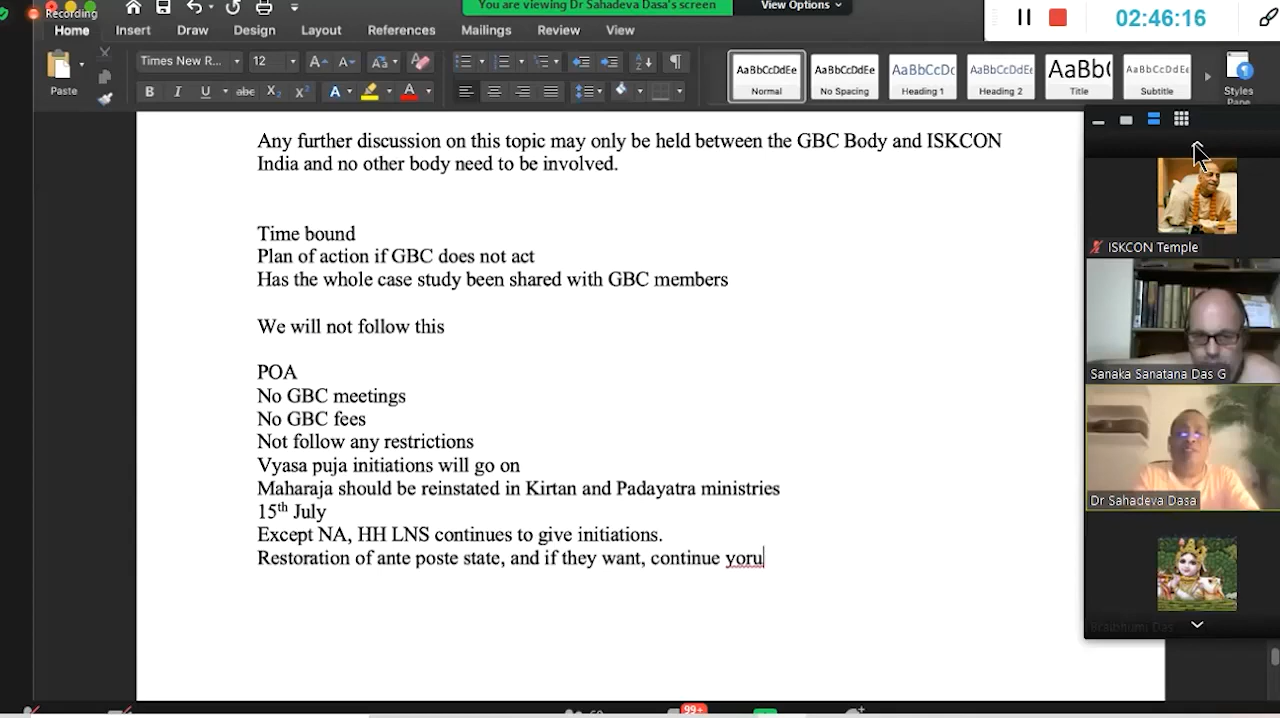 Recording
You are viewing Dr Sahadeva Dasa's screen
View Options
02:46:16
Home
Insert
Draw
Design
Layout
References
Mailings
Review
View
Paste
Times New R...
12
AaBbCcDdEe
Normal
AaBbCcDdEe
No Spacing
AaBbCcDc
Heading 1
AaBbCcDdEe
Heading 2
AaBb(
Title
AaBbCcDdEe
Subtitle
Styles
Pane
Any further discussion on this topic may only be held between the GBC Body and ISKCON
India and no other body need to be involved.
Time bound
Plan of action if GBC does not act
Has the whole case study been shared with GBC members
We will not follow this
POA
No GBC meetings
No GBC fees
Not follow any restrictions
Vyasa puja initiations will go on
Maharaja should be reinstated in Kirtan and Padayatra ministries
15th July
Except NA, HH LNS continues to give initiations.
Restoration of ante poste state, and if they want, continue yoru
ISKCON Temple
Sanaka Sanatana Das G
Dr Sahadeva Dasa
99+